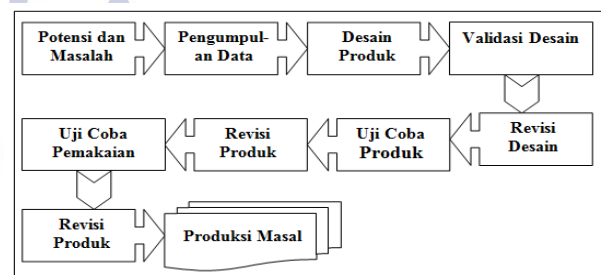 Potensi dan
Masalah
Pengumpul-
an Data
Desain
Produk
Validasi Desain
Revisi
Desain
Uji Coba
Produk
Revisi
Produk
Uji Coba
Pemakaian
Revisi
Produk
Produksi Masal